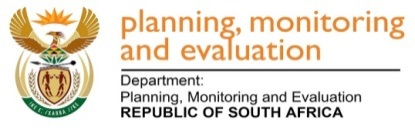 planning, monitoring
and evaluation
Department:
Planning, Monitoring and Evaluation
REPUBLIC OF SOUTH AFRICA